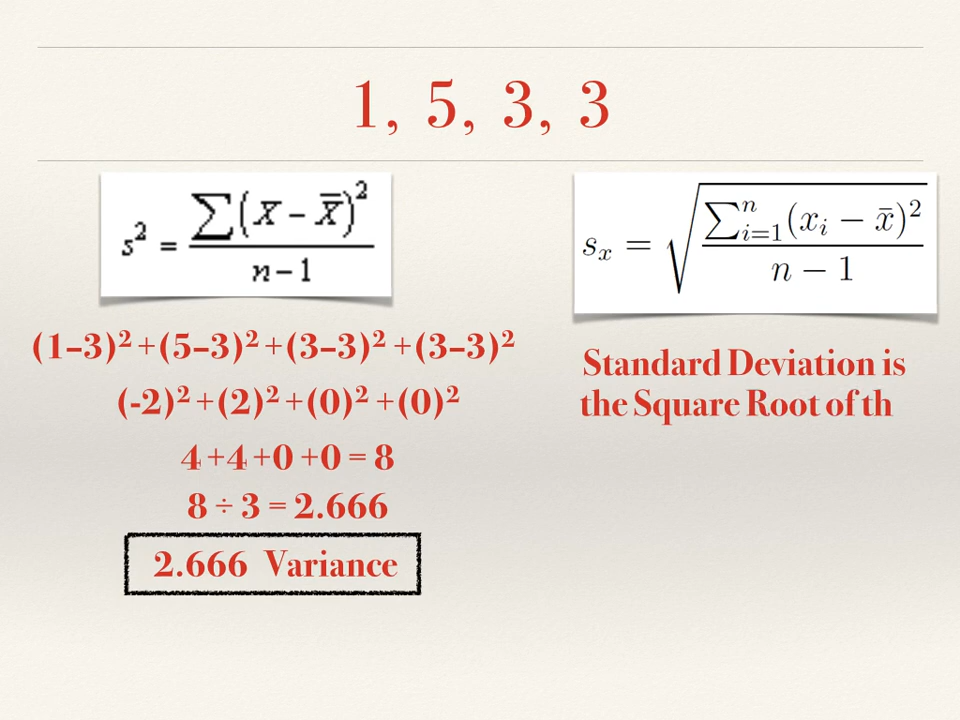 1, 5, 3, 3
s² = ∑(X – X̄)² / n – 1
sₓ = √(∑ⁿᵢ₌₁(xᵢ − x̄)² / n − 1)
(1–3)² +(5–3)² +(3–3)² +(3–3)²
(-2)² +(2)² +(0)² +(0)²
4 +4 +0 +0 = 8
8 ÷ 3 = 2.666
2.666 Variance
Standard Deviation is
the Square Root of th